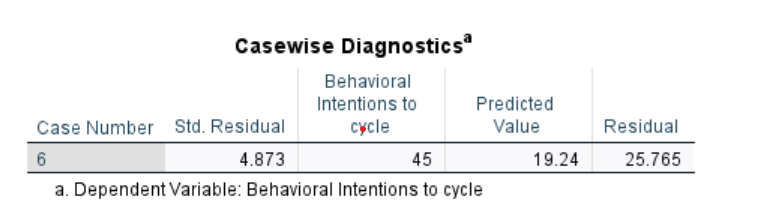 Casewise Diagnosticsa
Case Number Std. Residual Behavioral Intentions to cycle Predicted Value Residual
6 4.873 45 19.24 25.765
a. Dependent Variable: Behavioral Intentions to cycle